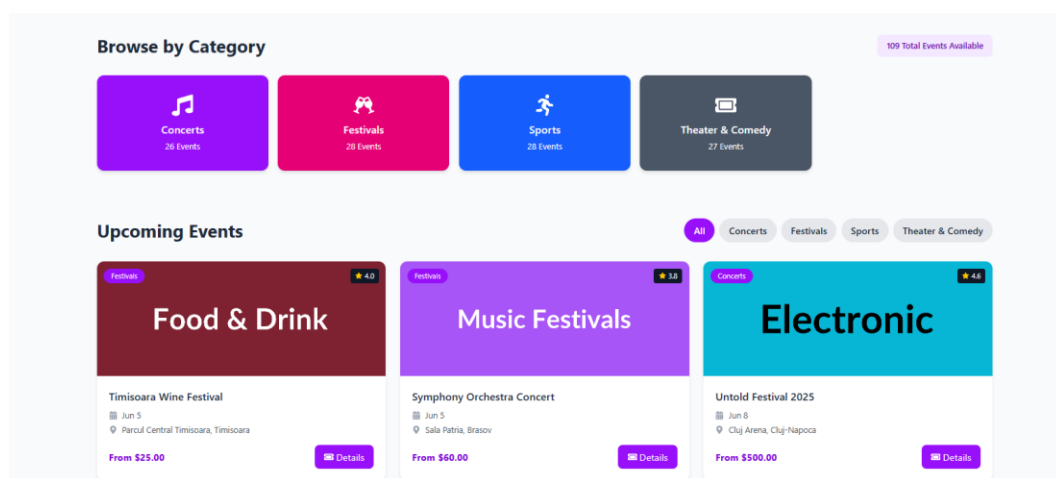 Browse by Category
109 Total Events Available
Concerts
26 Events
Festivals
28 Events
Sports
28 Events
Theater & Comedy
27 Events
Upcoming Events
All
Concerts
Festivals
Sports
Theater & Comedy
Festivals
4.0
Food & Drink
Timisoara Wine Festival
Jun 5
Parcul Central Timisoara, Timisoara
From $25.00
Details
Festivals
3.8
Music Festivals
Symphony Orchestra Concert
Jun 5
Sala Patria, Brasov
From $60.00
Details
Concerts
4.6
Electronic
Untold Festival 2025
Jun 8
Cluj Arena, Cluj-Napoca
From $500.00
Details